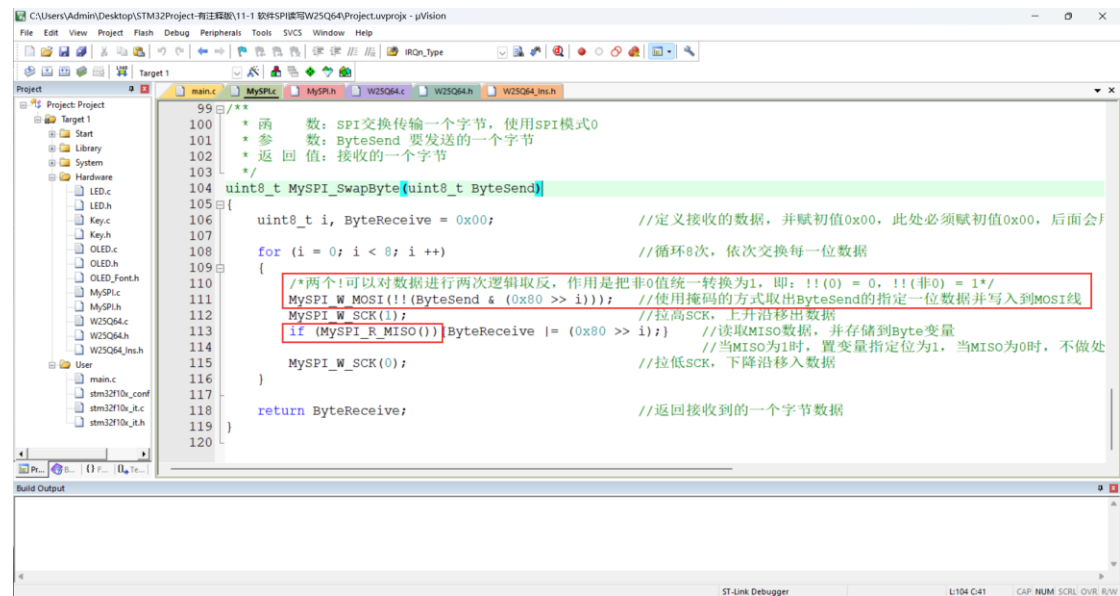 C:\Users\Admin\Desktop\STM32Project-有注释版\11-1 软件SPI读写W25Q64\Project.uvprojx - µVision
File Edit View Project Flash Debug Peripherals Tools SVCS Window Help
IRQn_Type
Target 1
Project
main.c MySPI.c MySPI.h W25Q64.c W25Q64.h W25Q64_Ins.h
Project: Project
Target 1
Start
Library
System
Hardware
LED.c
LED.h
Key.c
Key.h
OLED.c
OLED.h
OLED_Font.h
MySPI.c
MySPI.h
W25Q64.c
W25Q64.h
W25Q64_Ins.h
User
main.c
stm32f10x_conf
stm32f10x_it.c
stm32f10x_it.h
Pr... B... {} F... Te...
99 /**
100 * 函 数：SPI交换传输一个字节，使用SPI模式0
101 * 参 数：ByteSend 要发送的一个字节
102 * 返 回 值：接收的一个字节
103 */
104 uint8_t MySPI_SwapByte(uint8_t ByteSend)
105 {
106 uint8_t i, ByteReceive = 0x00; //定义接收的数据，并赋初值0x00，此处必须赋初值0x00，后面会
107
108 for (i = 0; i < 8; i ++) //循环8次，依次交换每一位数据
109 {
110 /*两个!可以对数据进行两次逻辑取反，作用是把非0值统一转换为1，即：!!(0) = 0，!!(非0) = 1*/
111 MySPI_W_MOSI(!!(ByteSend & (0x80 >> i))); //使用掩码的方式取出ByteSend的指定一位数据并写入到MOSI线
112 MySPI_W_SCK(1); //拉高SCK，上升沿移出数据
113 if (MySPI_R_MISO()){ByteReceive |= (0x80 >> i);} //读取MISO数据，并存储到Byte变量
114 //当MISO为1时，置变量指定位为1，当MISO为0时，不做处
115 MySPI_W_SCK(0); //拉低SCK，下降沿移入数据
116 }
117
118 return ByteReceive; //返回接收到的一个字节数据
119 }
120
Build Output
ST-Link Debugger L:104 C:41 CAP NUM SCRL OVR R/W